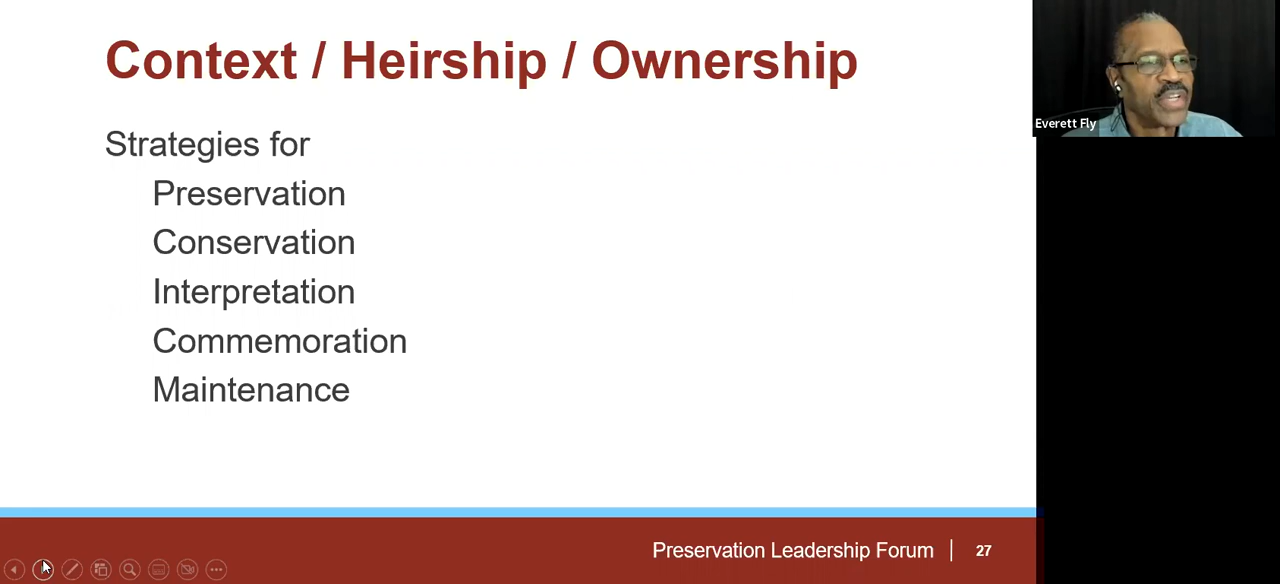 Context / Heirship / Ownership
Everett Fly
Strategies for
Preservation
Conservation
Interpretation
Commemoration
Maintenance
Preservation Leadership Forum | 27